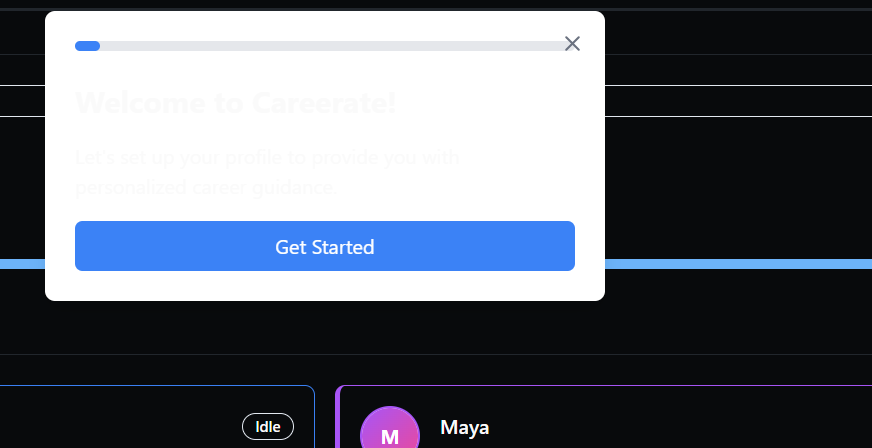 Welcome to Careerate!
Let's set up your profile to provide you with
personalized career guidance.
Get Started
Idle
M
Maya